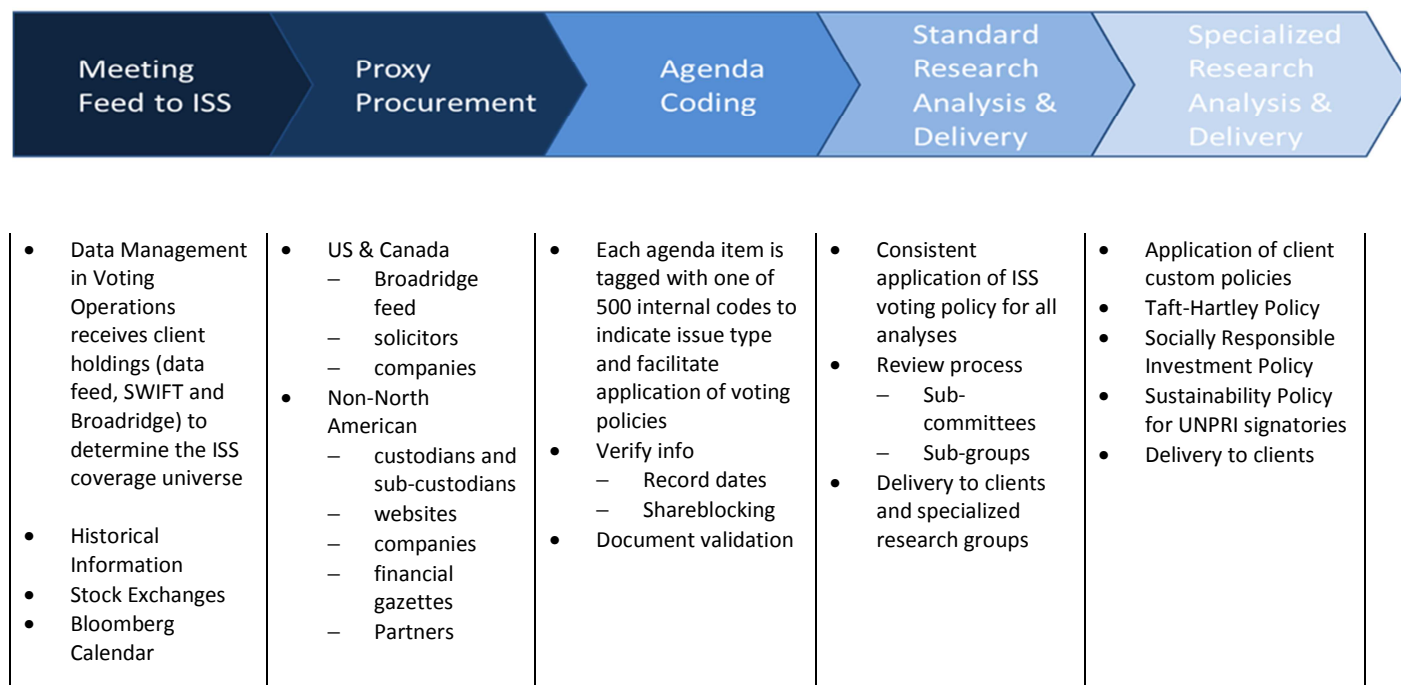 Meeting
Feed to ISS
Proxy
Procurement
Agenda
Coding
Standard
Research
Analysis &
Delivery
Specialized
Research
Analysis &
Delivery
• Data Management
in Voting
Operations
receives client
holdings (data
feed, SWIFT and
Broadridge) to
determine the ISS
coverage universe
• Historical
Information
• Stock Exchanges
• Bloomberg
Calendar
• US & Canada
– Broadridge
feed
– solicitors
– companies
• Non-North
American
– custodians and
sub-custodians
– websites
– companies
– financial
gazettes
– Partners
• Each agenda item is
tagged with one of
500 internal codes to
indicate issue type
and facilitate
application of voting
policies
• Verify info
– Record dates
– Shareblocking
• Document validation
• Consistent
application of ISS
voting policy for all
analyses
• Review process
– Sub-
committees
– Sub-groups
• Delivery to clients
and specialized
research groups
• Application of client
custom policies
• Taft-Hartley Policy
• Socially Responsible
Investment Policy
• Sustainability Policy
for UNPRI signatories
• Delivery to clients